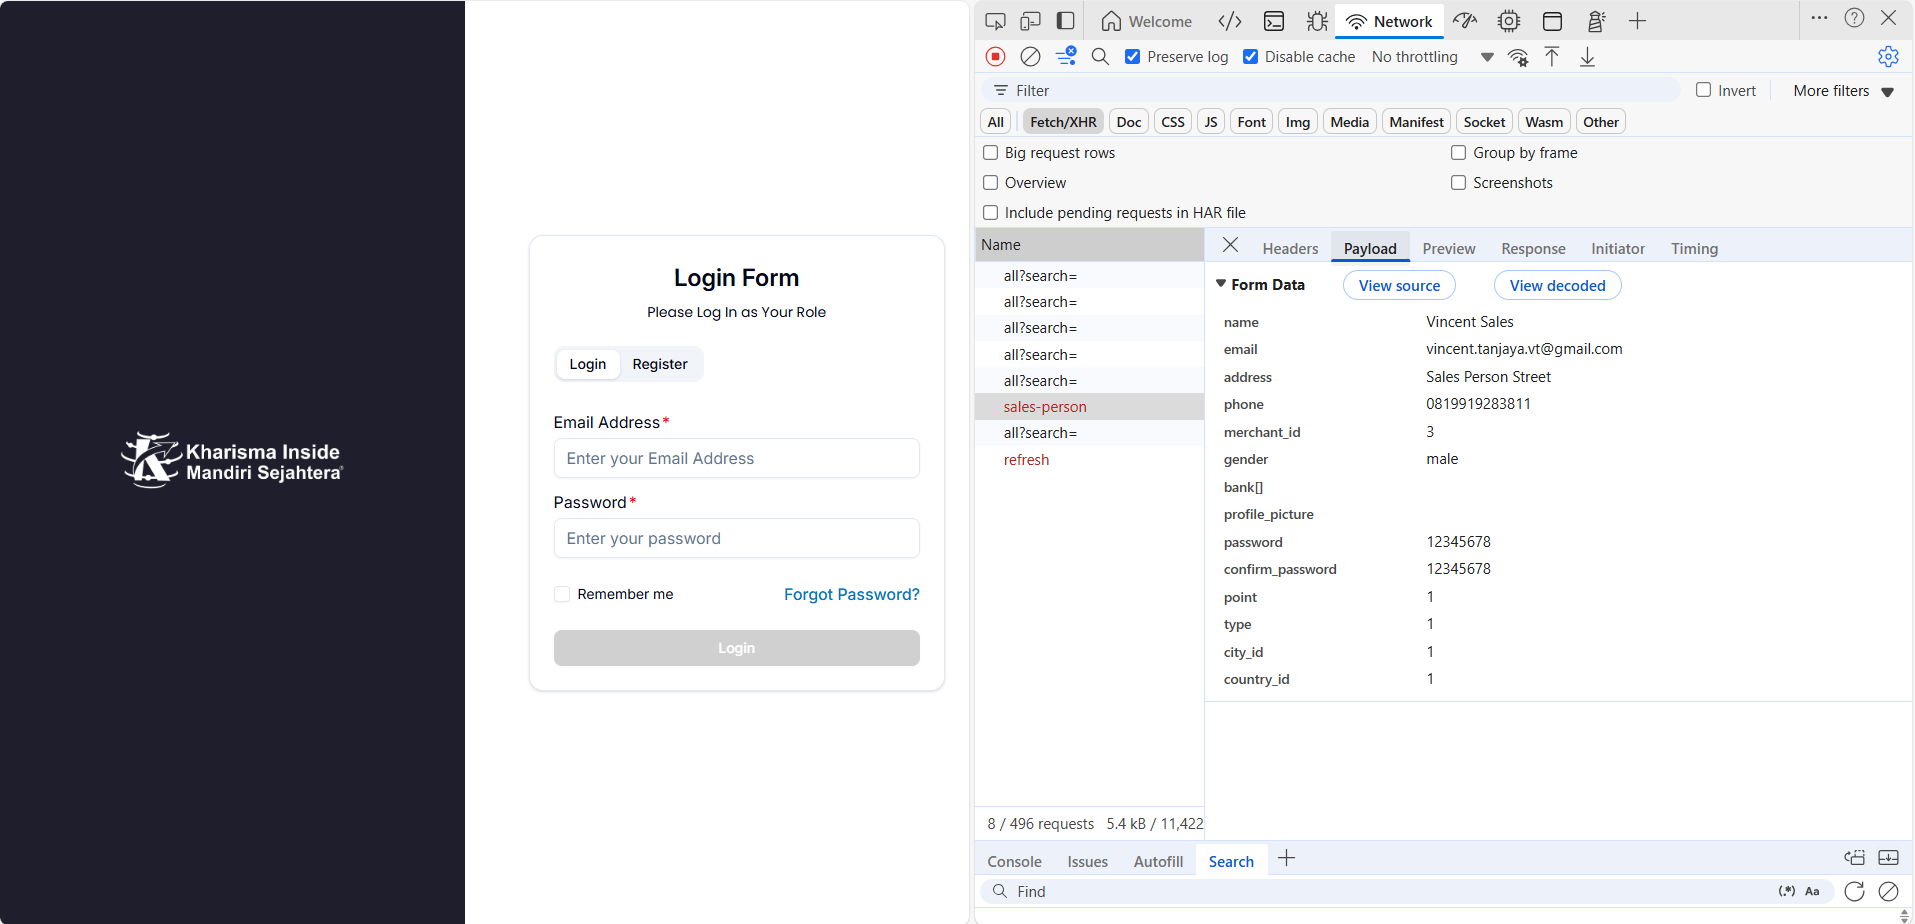 Kharisma Inside
Mandiri Sejahtera
Login Form
Please Log In as Your Role
Login Register
Email Address*
Enter your Email Address
Password*
Enter your password
Remember me Forgot Password?
Login
Welcome Network
Preserve log Disable cache No throttling
Filter Invert More filters
All Fetch/XHR Doc CSS JS Font Img Media Manifest Socket Wasm Other
Big request rows Group by frame
Overview Screenshots
Include pending requests in HAR file
Name
all?search=
all?search=
all?search=
all?search=
all?search=
sales-person
all?search=
refresh
8 / 496 requests 5.4 kB / 11,422
Headers Payload Preview Response Initiator Timing
Form Data View source View decoded
name Vincent Sales
email vincent.tanjaya.vt@gmail.com
address Sales Person Street
phone 0819919283811
merchant_id 3
gender male
bank[]
profile_picture
password 12345678
confirm_password 12345678
point 1
type 1
city_id 1
country_id 1
Console Issues Autofill Search
Find (.*) Aa